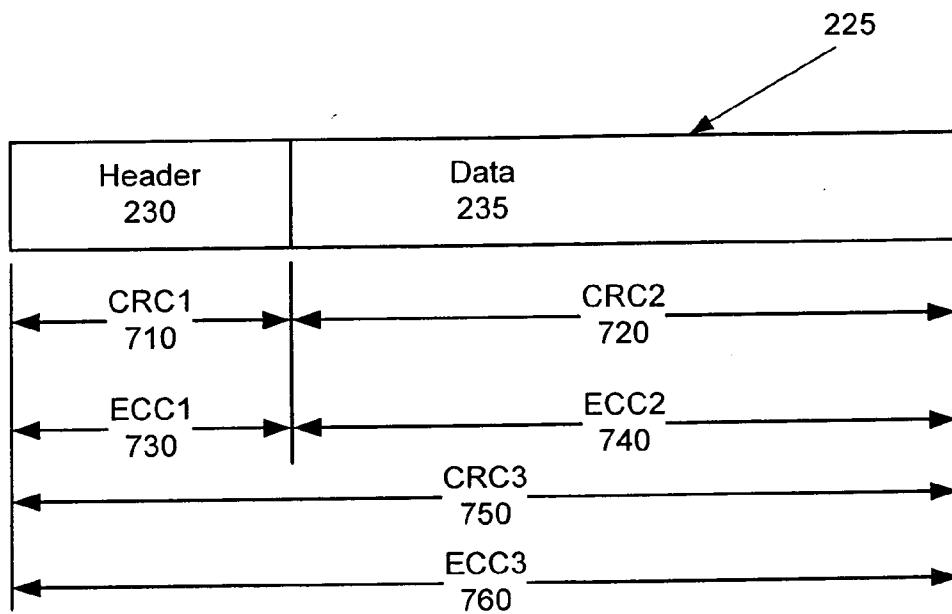 225
Header
230
Data
235
CRC1
710
CRC2
720
ECC1
730
ECC2
740
CRC3
750
ECC3
760